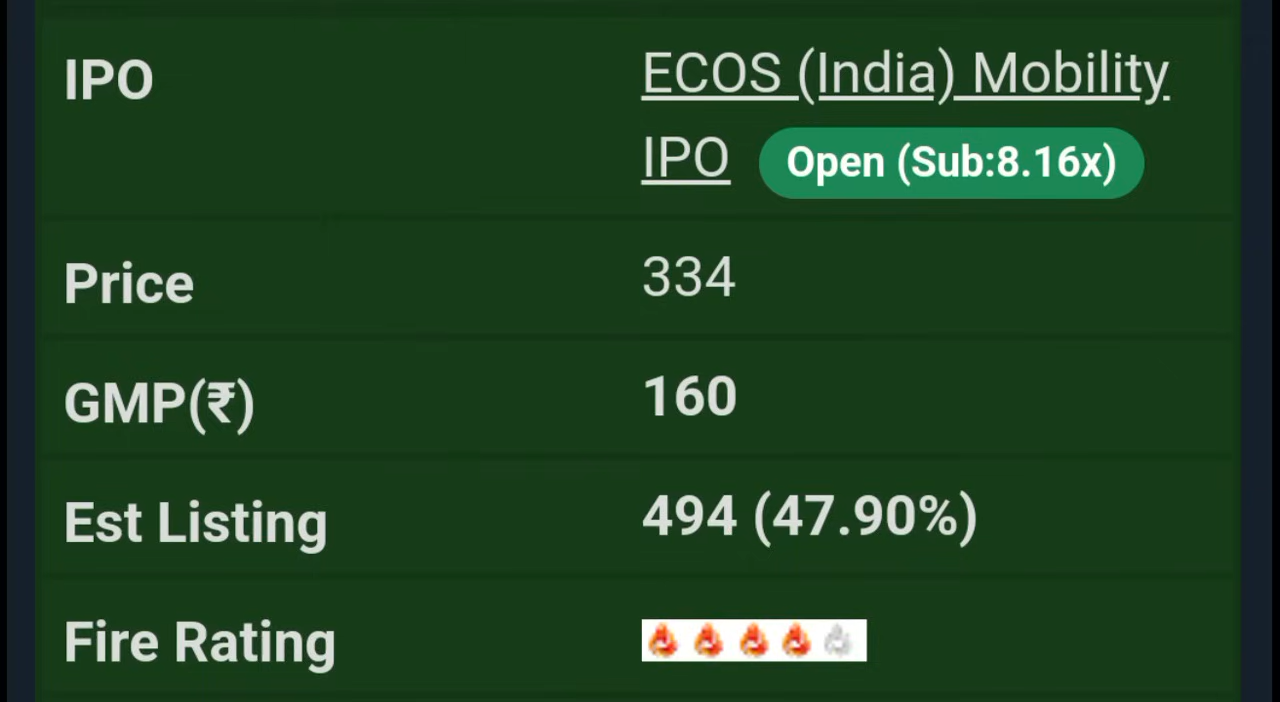 IPO
ECOS (India) Mobility
IPO Open (Sub:8.16x)
Price 334
GMP(₹) 160
Est Listing 494 (47.90%)
Fire Rating